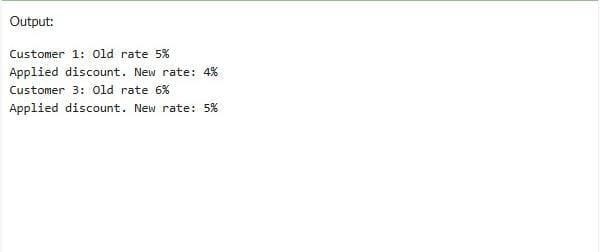 Output:
Customer 1: Old rate 5%
Applied discount. New rate: 4%
Customer 3: Old rate 6%
Applied discount. New rate: 5%